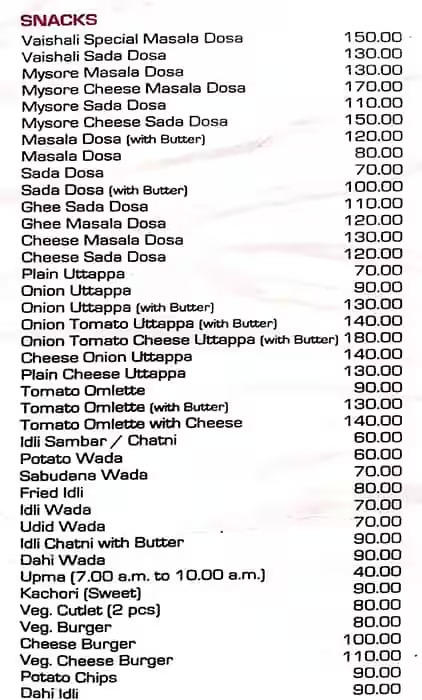 SNACKS
Vaishali Special Masala Dosa 150.00
Vaishali Sada Dosa 130.00
Mysore Masala Dosa 130.00
Mysore Cheese Masala Dosa 170.00
Mysore Sada Dosa 110.00
Mysore Cheese Sada Dosa 150.00
Masala Dosa (with Butter) 120.00
Masala Dosa 80.00
Sada Dosa 70.00
Sada Dosa (with Butter) 100.00
Ghee Sada Dosa 110.00
Ghee Masala Dosa 120.00
Cheese Masala Dosa 130.00
Cheese Sada Dosa 120.00
Plain Uttappa 70.00
Onion Uttappa 90.00
Onion Uttappa (with Butter) 130.00
Onion Tomato Uttappa (with Butter) 140.00
Onion Tomato Cheese Uttappa (with Butter) 180.00
Cheese Onion Uttappa 140.00
Plain Cheese Uttappa 130.00
Tomato Omlette 90.00
Tomato Omlette (with Butter) 130.00
Tomato Omlette with Cheese 140.00
Idli Sambar / Chatni 60.00
Potato Wada 60.00
Sabudana Wada 70.00
Fried Idli 80.00
Idli Wada 70.00
Udid Wada 70.00
Idli Chatni with Butter 90.00
Dahi Wada 90.00
Upma (7.00 a.m. to 10.00 a.m.) 40.00
Kachori (Sweet) 90.00
Veg. Cutlet (2 pcs) 80.00
Veg. Burger 80.00
Cheese Burger 100.00
Veg. Cheese Burger 110.00
Potato Chips 90.00
Dahi Idli 90.00